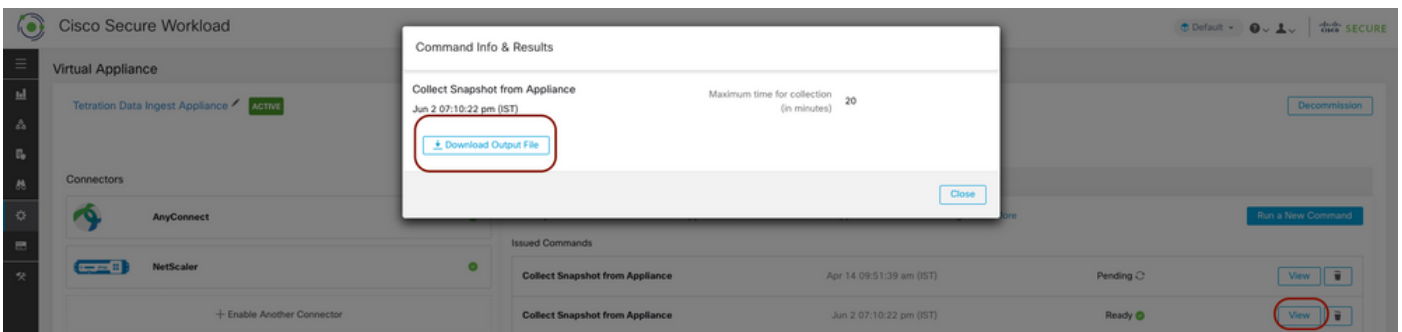 Cisco Secure Workload
Default
CISCO SECURE
Virtual Appliance
Tetration Data Ingest Appliance ACTIVE
Decommission
Command Info & Results
Collect Snapshot from Appliance
Jun 2 07:10:22 pm (IST)
Maximum time for collection
(in minutes)
20
Download Output File
Close
Connectors
AnyConnect
NetScaler
+ Enable Another Connector
Run a New Command
Issued Commands
Collect Snapshot from Appliance Apr 14 09:51:39 am (IST) Pending View
Collect Snapshot from Appliance Jun 2 07:10:22 pm (IST) Ready View